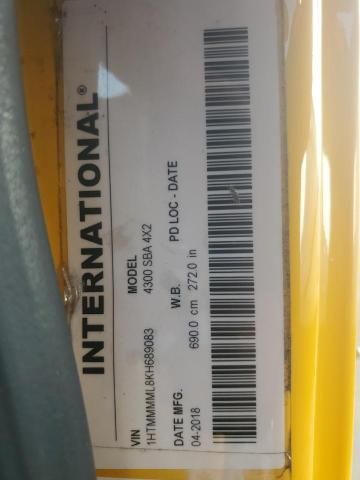 INTERNATIONAL®
VIN MODEL
1HTMMMML8KH689083 4300 SBA 4X2
DATE MFG. W.B. PD LOC - DATE
04-2018 690.0 cm 272.0 in